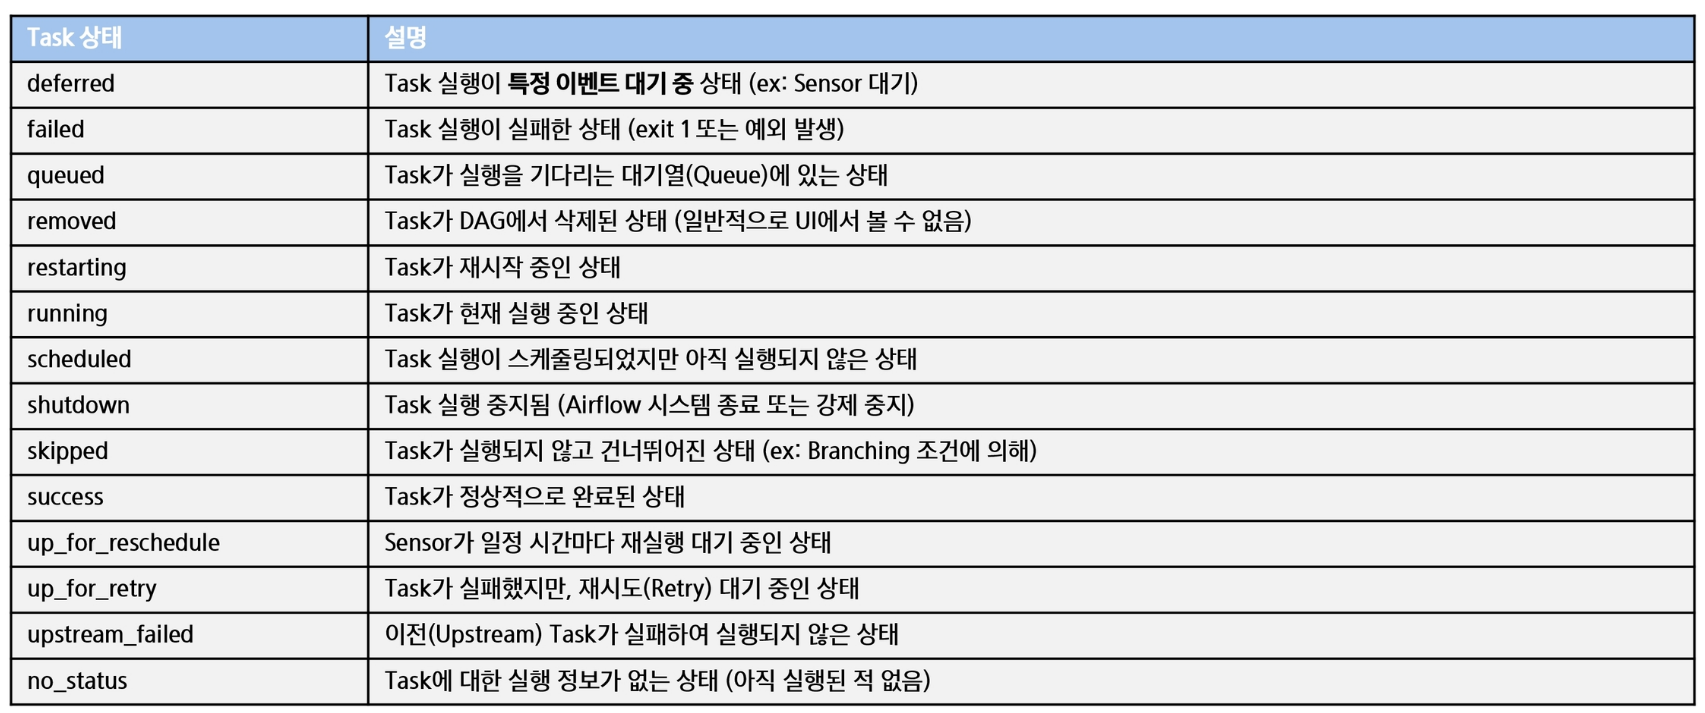 Task 상태 설명
deferred Task 실행이 특정 이벤트 대기 중 상태 (ex: Sensor 대기)
failed Task 실행이 실패한 상태 (exit 1 또는 예외 발생)
queued Task가 실행을 기다리는 대기열(Queue)에 있는 상태
removed Task가 DAG에서 삭제된 상태 (일반적으로 UI에서 볼 수 없음)
restarting Task가 재시작 중인 상태
running Task가 현재 실행 중인 상태
scheduled Task 실행이 스케줄링되었지만 아직 실행되지 않은 상태
shutdown Task 실행 중지됨 (Airflow 시스템 종료 또는 강제 중지)
skipped Task가 실행되지 않고 건너뛰어진 상태 (ex: Branching 조건에 의해)
success Task가 정상적으로 완료된 상태
up_for_reschedule Sensor가 일정 시간마다 재실행 대기 중인 상태
up_for_retry Task가 실패했지만, 재시도(Retry) 대기 중인 상태
upstream_failed 이전(Upstream) Task가 실패하여 실행되지 않은 상태
no_status Task에 대한 실행 정보가 없는 상태 (아직 실행된 적 없음)